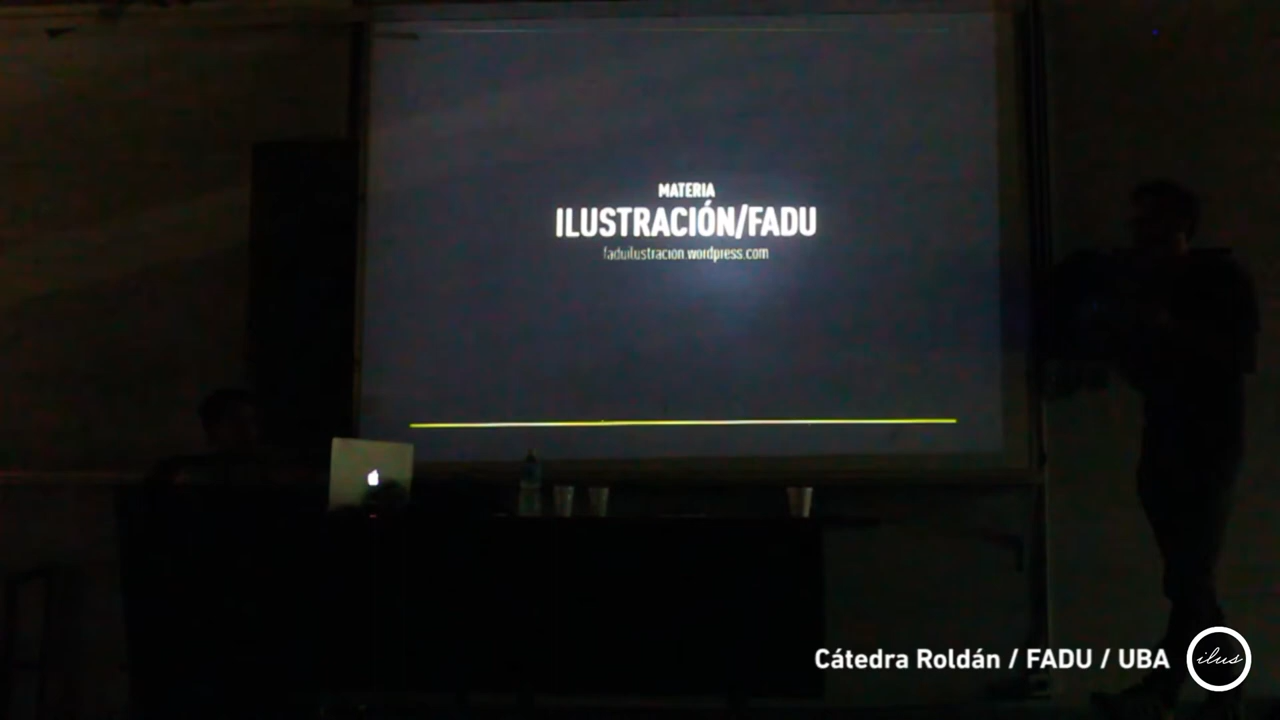 MATERIA
ILUSTRACIÓN/FADU
faduilustracion.wordpress.com
Cátedra Roldán / FADU / UBA
ilus